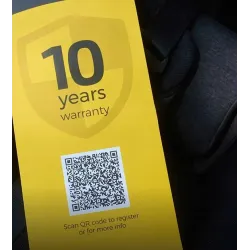 10
years
warranty
Scan QR code to register
or for more info